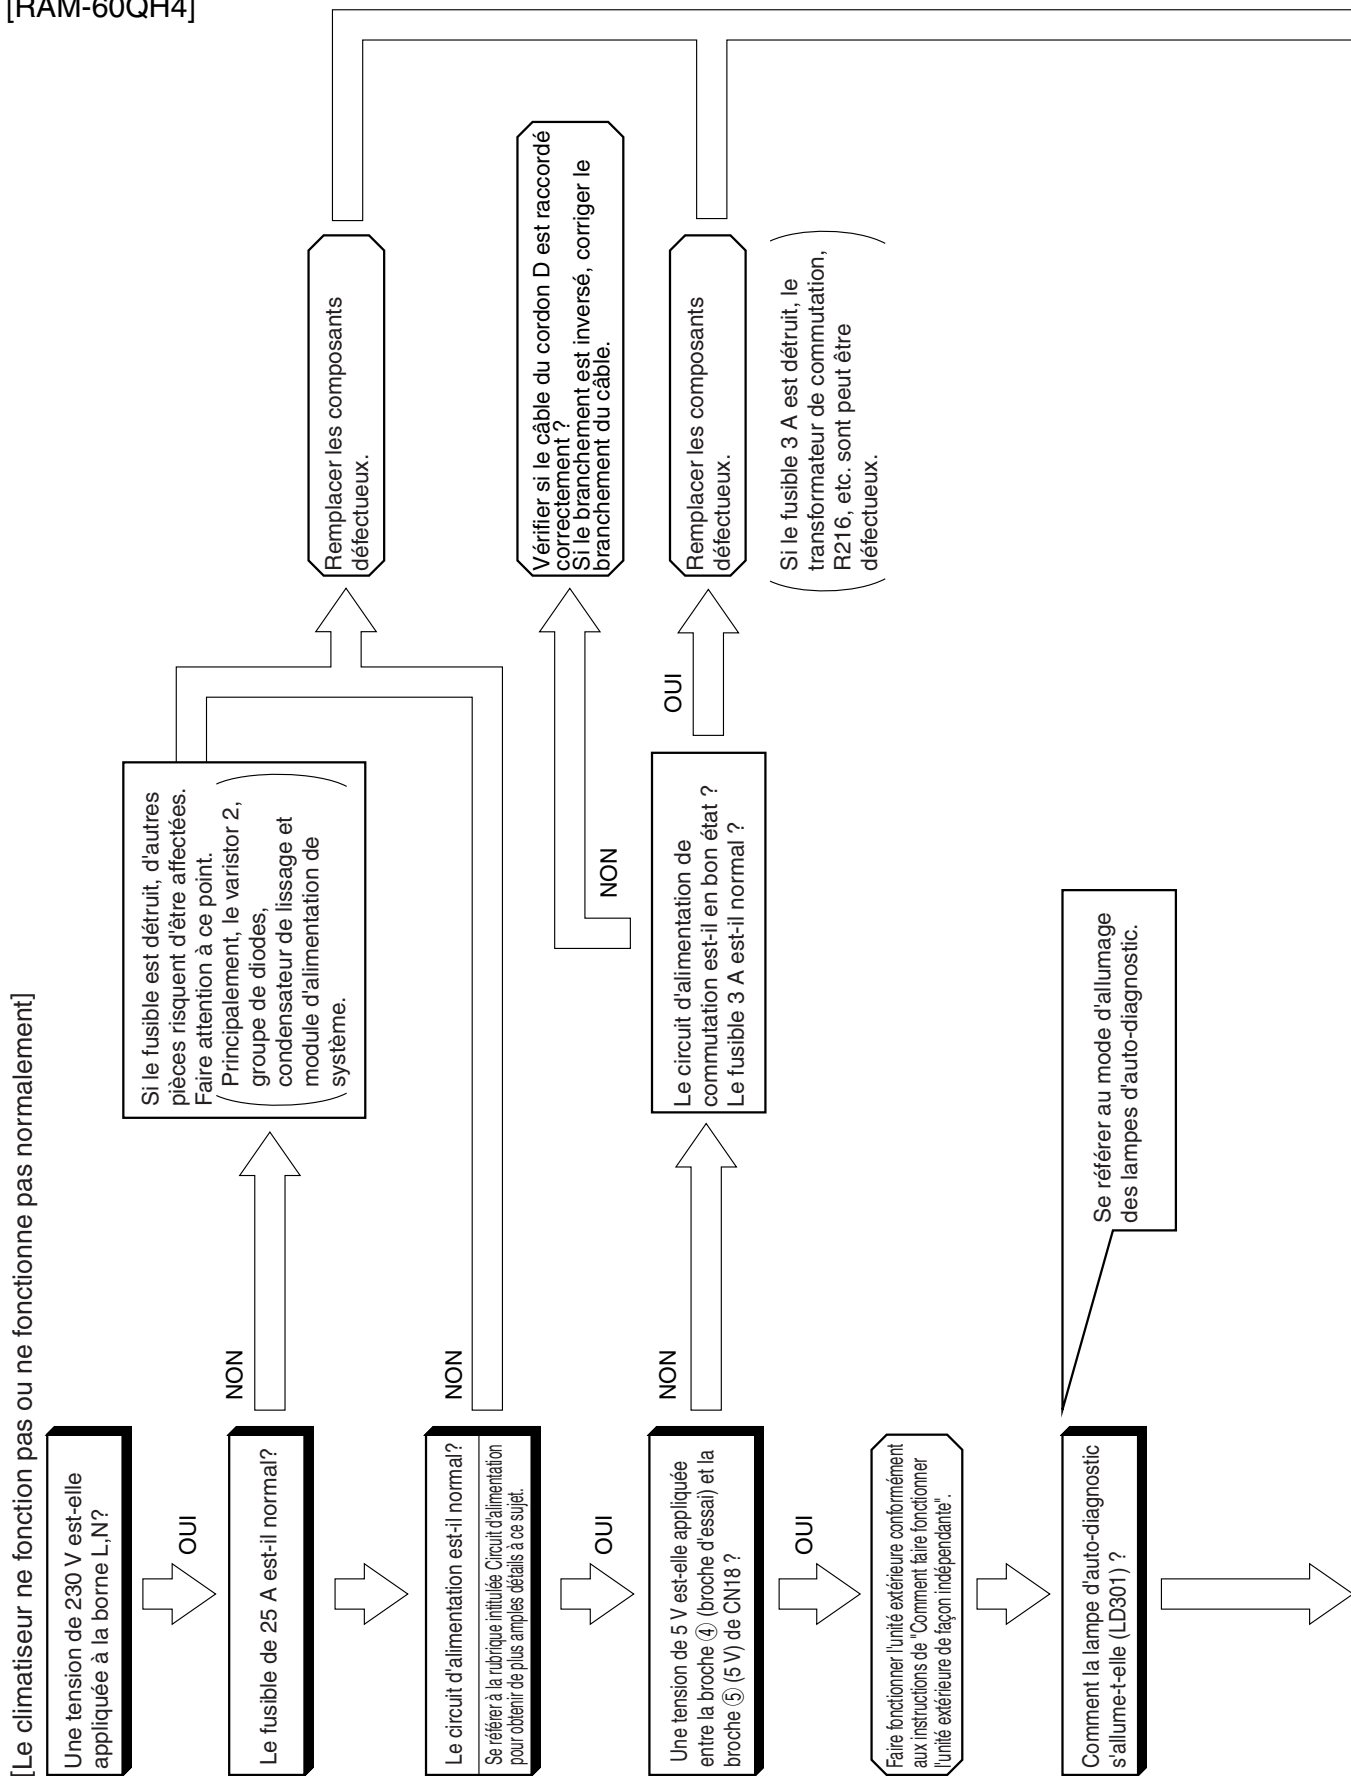 [RAM-60QH4]
[Le climatiseur ne fonction pas ou ne fonctionne pas normalement]
Une tension de 230 V est-elle
appliquée à la borne L,N?
OUI
Le fusible de 25 A est-il normal?
NON
Si le fusible est détruit, d'autres
pièces risquent d'être affectées.
Faire attention à ce point.
Principalement, le varistor 2,
groupe de diodes,
condensateur de lissage et
module d'alimentation de
système.
Remplacer les composants
défectueux.
Le circuit d'alimentation est-il normal?
Se référer à la rubrique intitulée Circuit d'alimentation
pour obtenir de plus amples détails à ce sujet.
NON
OUI
Une tension de 5 V est-elle appliquée
entre la broche ④ (broche d'essai) et la
broche ⑤ (5 V) de CN18 ?
NON
Le circuit d'alimentation de
commutation est-il en bon état ?
Le fusible 3 A est-il normal ?
NON
Vérifier si le câble du cordon D est raccordé
correctement ?
Si le branchement est inversé, corriger le
branchement du câble.
OUI
Remplacer les composants
défectueux.
Si le fusible 3 A est détruit, le
transformateur de commutation,
R216, etc. sont peut être
défectueux.
OUI
Faire fonctionner l'unité extérieure conformément
aux instructions de "Comment faire fonctionner
l'unité extérieure de façon indépendante".
Comment la lampe d'auto-diagnostic
s'allume-t-elle (LD301) ?
Se référer au mode d'allumage
des lampes d'auto-diagnostic.